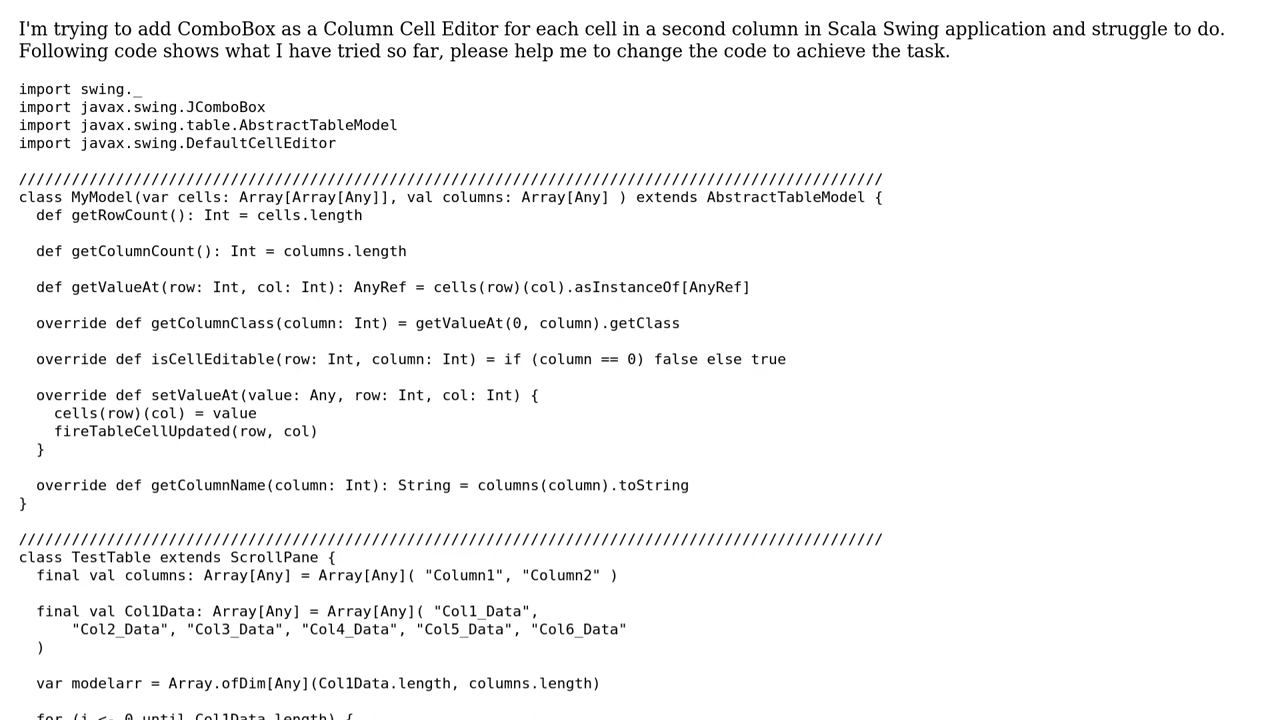 I'm trying to add ComboBox as a Column Cell Editor for each cell in a second column in Scala Swing application and struggle to do.
Following code shows what I have tried so far, please help me to change the code to achieve the task.
import swing._
import javax.swing.JComboBox
import javax.swing.table.AbstractTableModel
import javax.swing.DefaultCellEditor
//////////////////////////////////////////////////////////////////////////////////////////////////
class MyModel(var cells: Array[Array[Any]], val columns: Array[Any] ) extends AbstractTableModel {
  def getRowCount(): Int = cells.length
  def getColumnCount(): Int = columns.length
  def getValueAt(row: Int, col: Int): AnyRef = cells(row)(col).asInstanceOf[AnyRef]
  override def getColumnClass(column: Int) = getValueAt(0, column).getClass
  override def isCellEditable(row: Int, column: Int) = if (column == 0) false else true
  override def setValueAt(value: Any, row: Int, col: Int) {
    cells(row)(col) = value
    fireTableCellUpdated(row, col)
  }
  override def getColumnName(column: Int): String = columns(column).toString
}
//////////////////////////////////////////////////////////////////////////////////////////////////
class TestTable extends ScrollPane {
  final val columns: Array[Any] = Array[Any]( "Column1", "Column2" )
  final val Col1Data: Array[Any] = Array[Any]( "Col1_Data",
      "Col2_Data", "Col3_Data", "Col4_Data", "Col5_Data", "Col6_Data"
  )
  var modelarr = Array.ofDim[Any](Col1Data.length, columns.length)
  for (i <- 0 until Col1Data.length) {